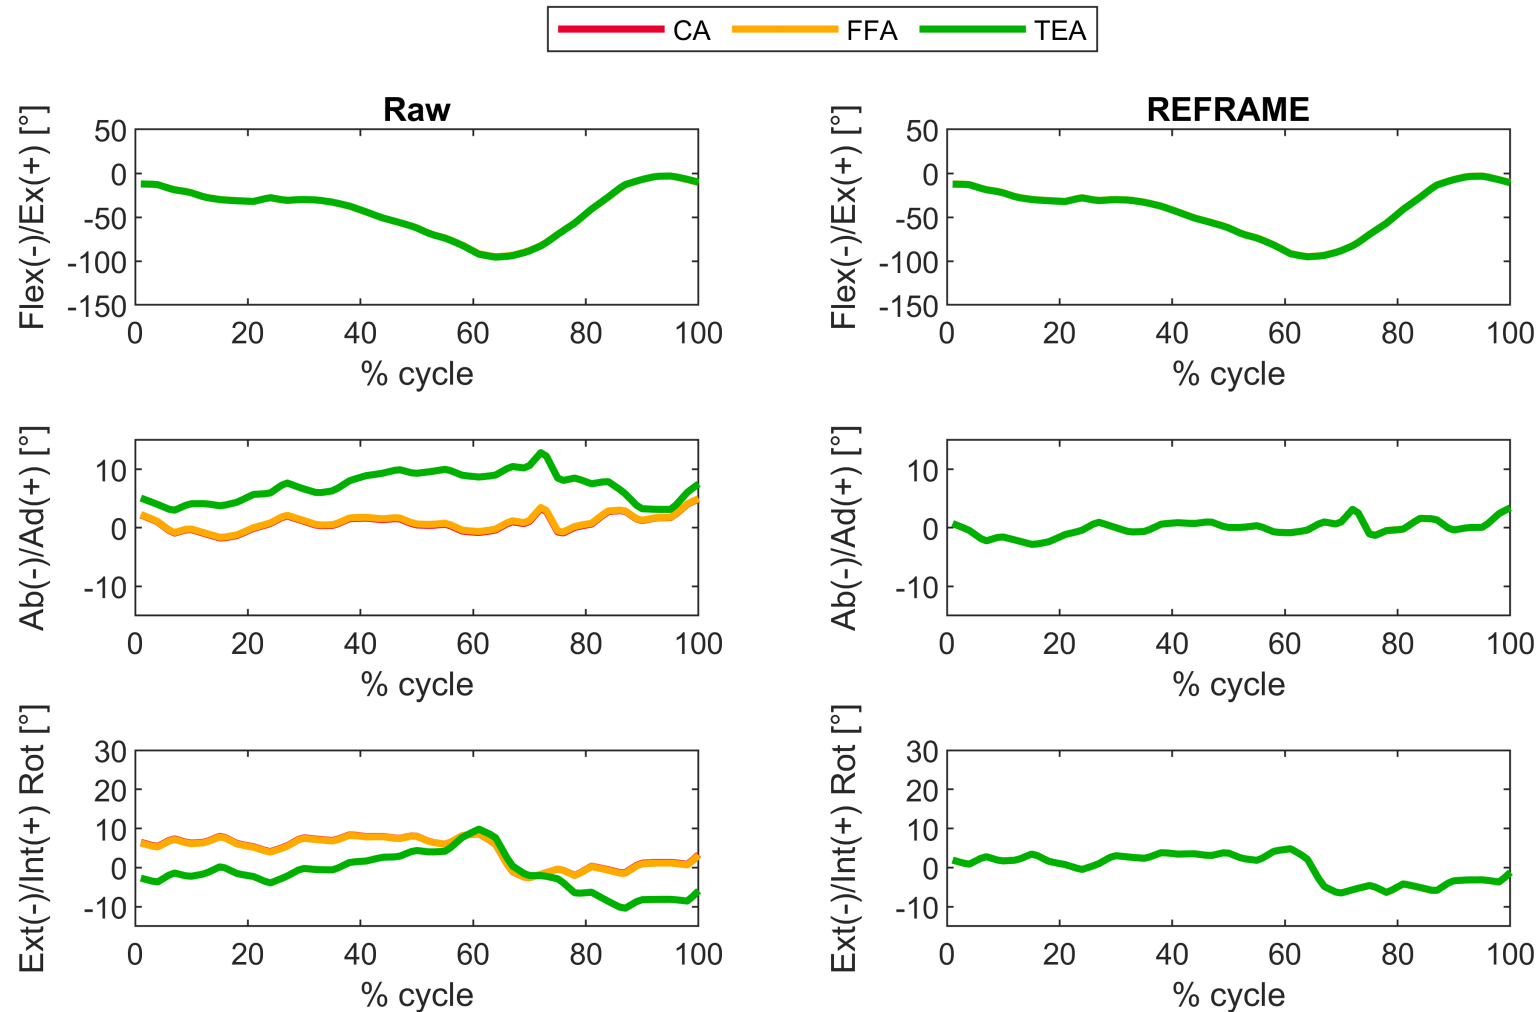 CA FFA TEA
Raw
Flex(-)/Ex(+) [°]
50
0
-50
-100
-150
0 20 40 60 80 100
% cycle
REFRAME
Flex(-)/Ex(+) [°]
50
0
-50
-100
-150
0 20 40 60 80 100
% cycle
Ab(-)/Ad(+) [°]
10
0
-10
0 20 40 60 80 100
% cycle
Ab(-)/Ad(+) [°]
10
0
-10
0 20 40 60 80 100
% cycle
Ext(-)/Int(+) Rot [°]
30
20
10
0
-10
0 20 40 60 80 100
% cycle
Ext(-)/Int(+) Rot [°]
30
20
10
0
-10
0 20 40 60 80 100
% cycle